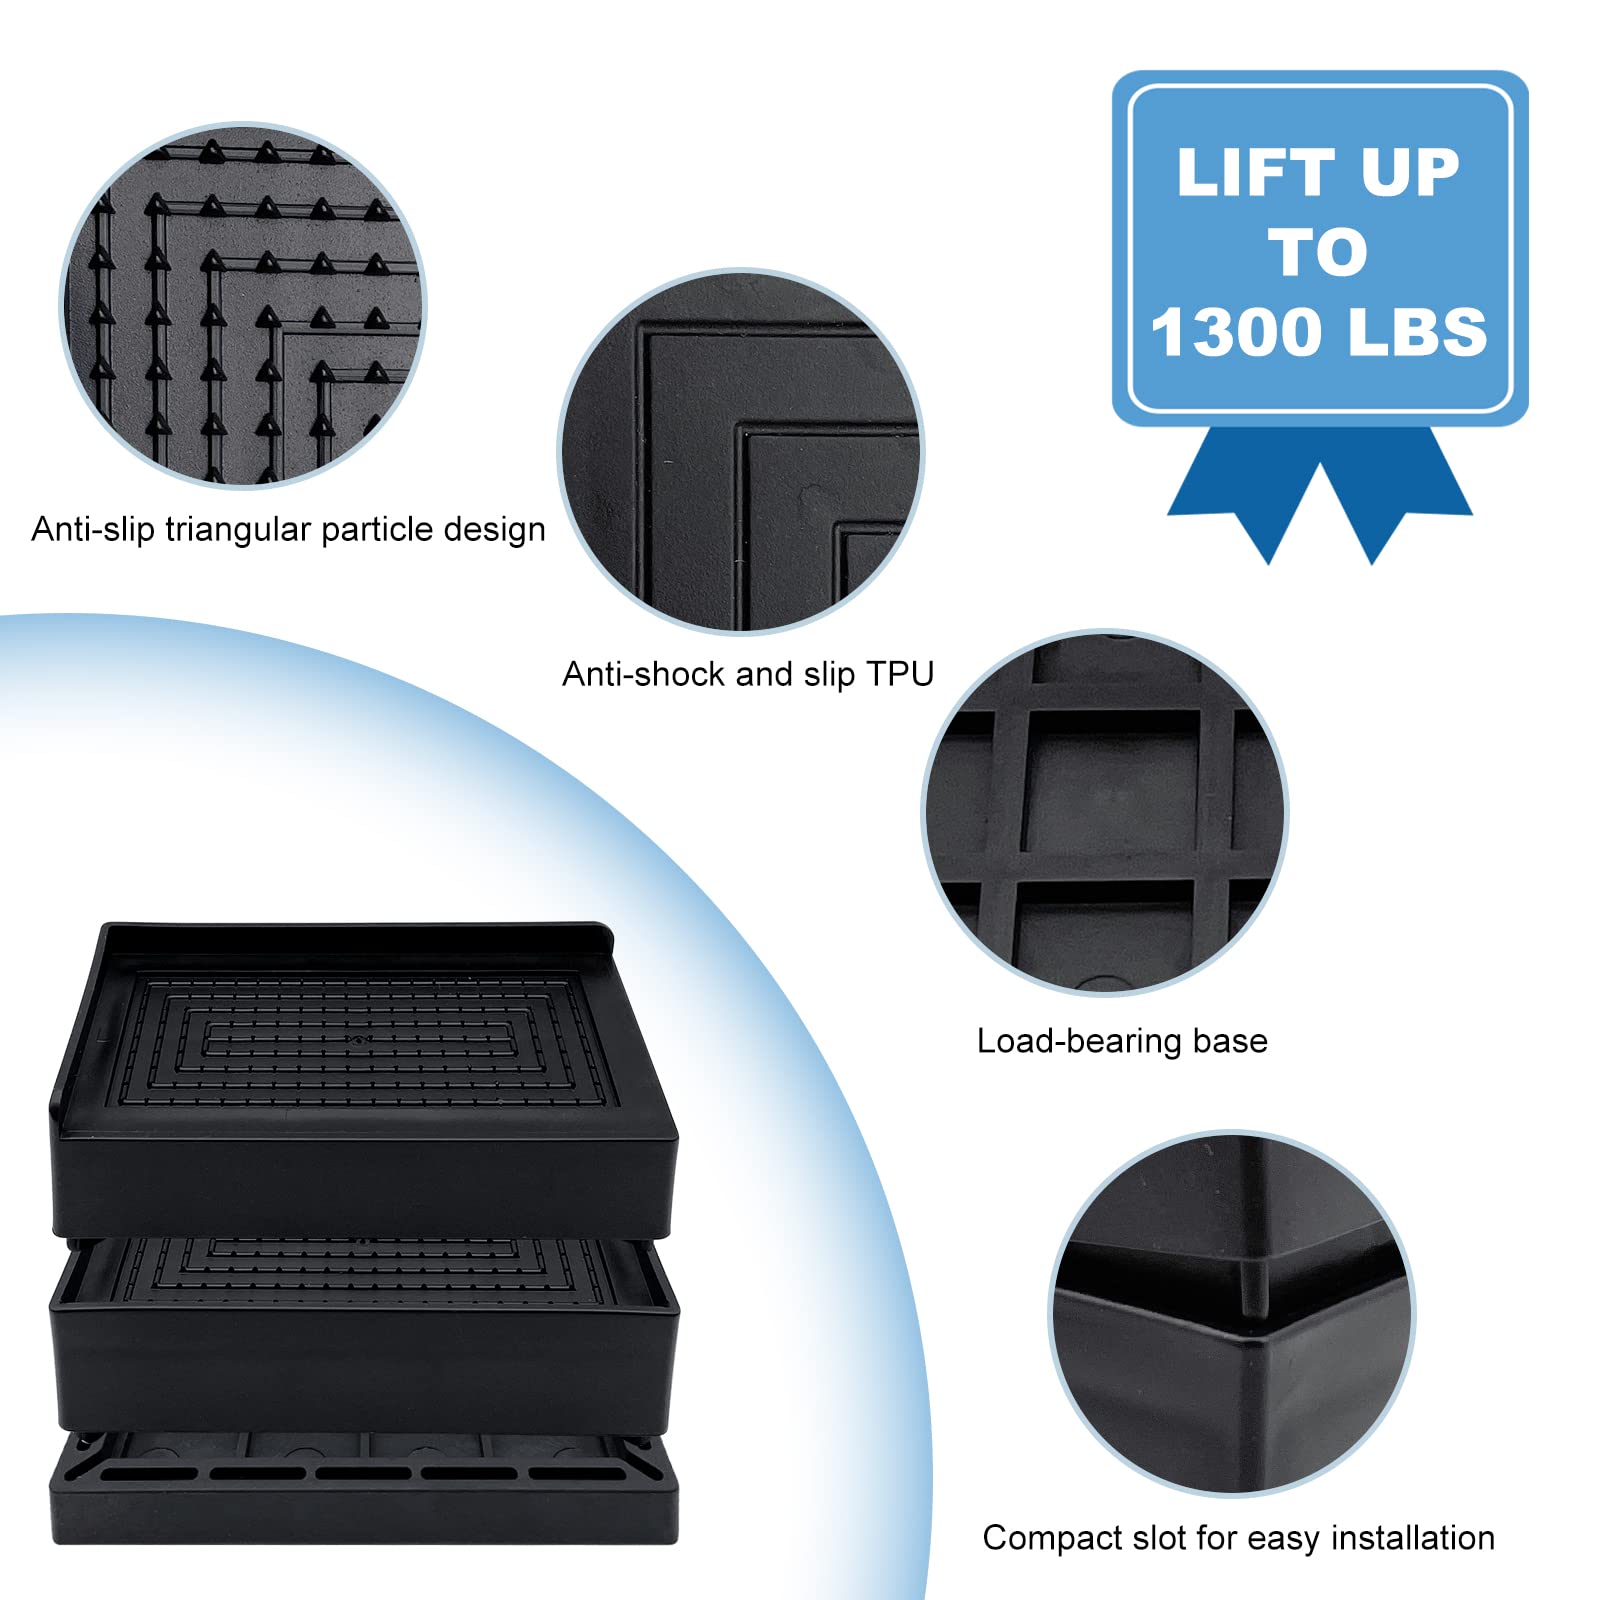 LIFT UP
TO
1300 LBS
Anti-slip triangular particle design
Anti-shock and slip TPU
Load-bearing base
Compact slot for easy installation